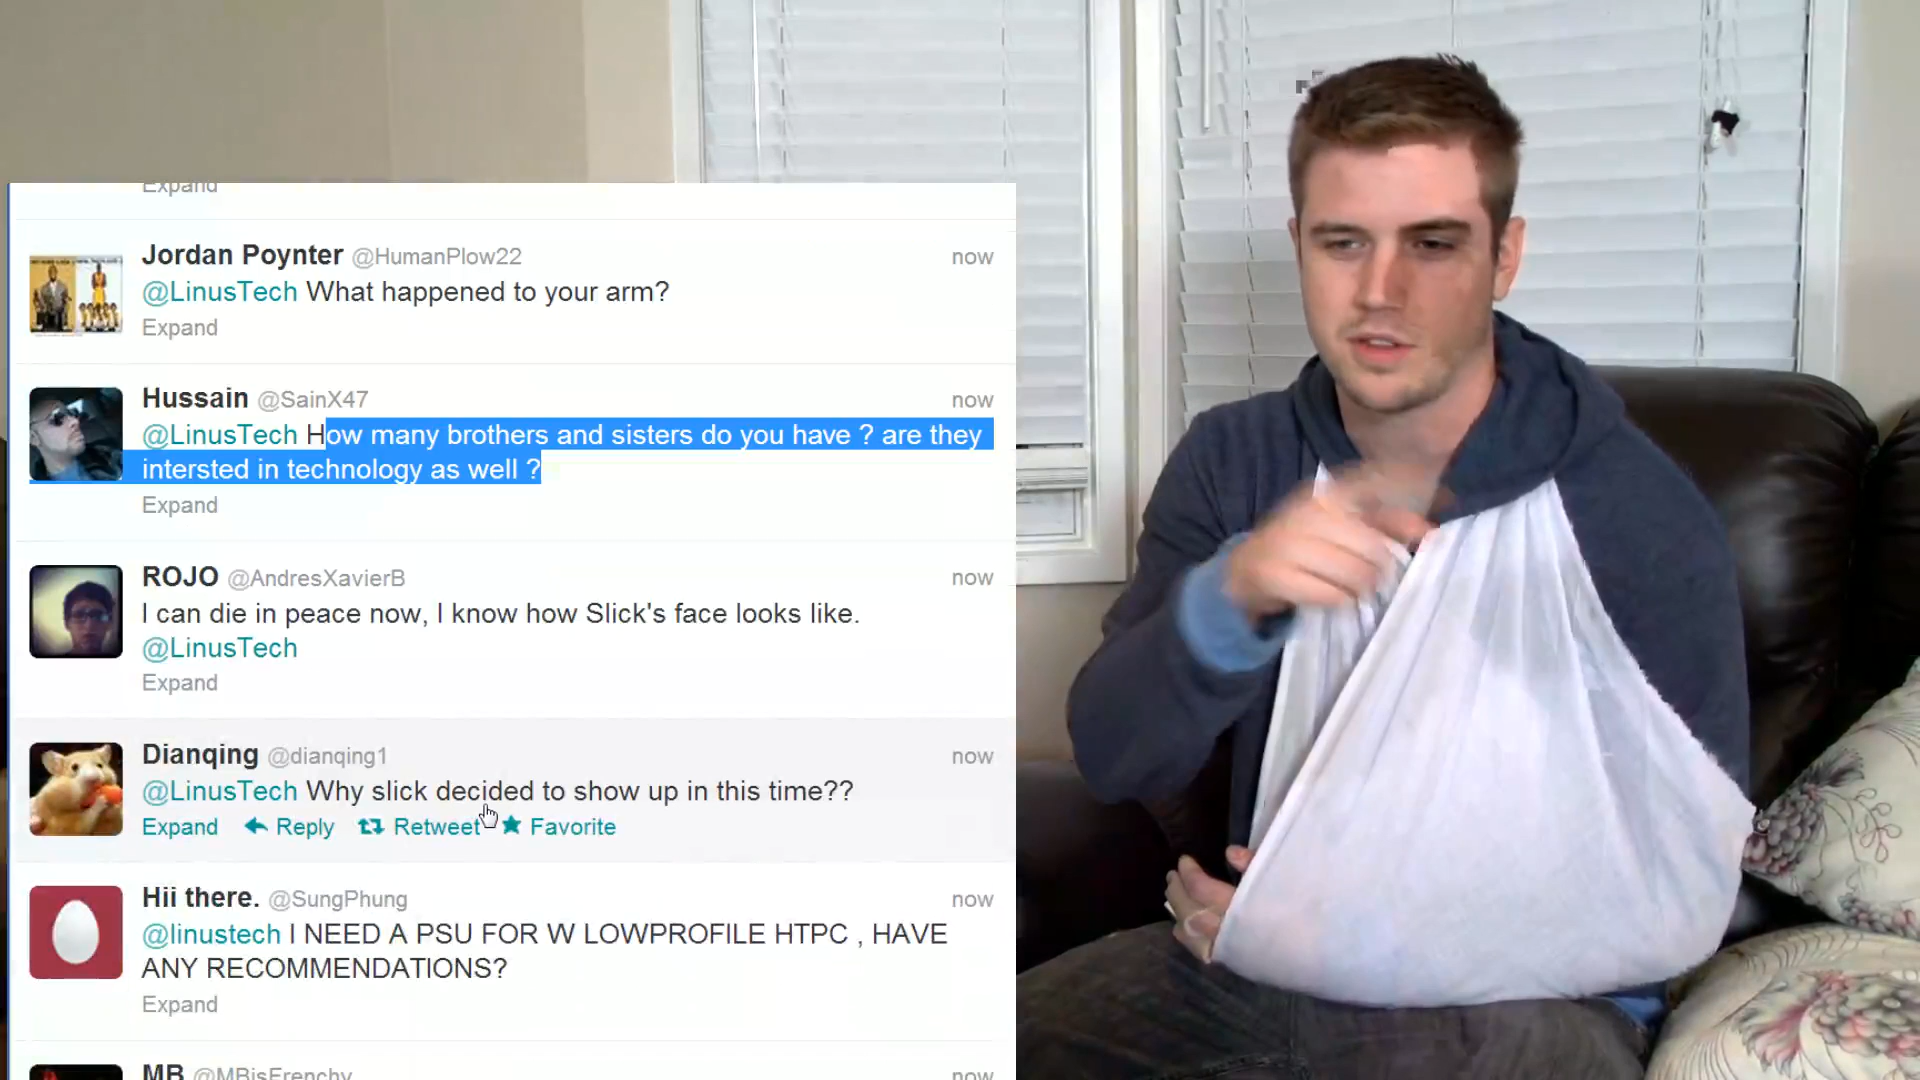 Expand
Jordan Poynter @HumanPlow22 now
@LinusTech What happened to your arm?
Expand
Hussain @SainX47 now
@LinusTech How many brothers and sisters do you have ? are they
intersted in technology as well ?
Expand
ROJO @AndresXavierB now
I can die in peace now, I know how Slick's face looks like.
@LinusTech
Expand
Dianqing @dianqing1 now
@LinusTech Why slick decided to show up in this time??
Expand Reply Retweet Favorite
Hii there. @SungPhung now
@linustech I NEED A PSU FOR W LOWPROFILE HTPC , HAVE
ANY RECOMMENDATIONS?
Expand
MB @MBisFrenchy now